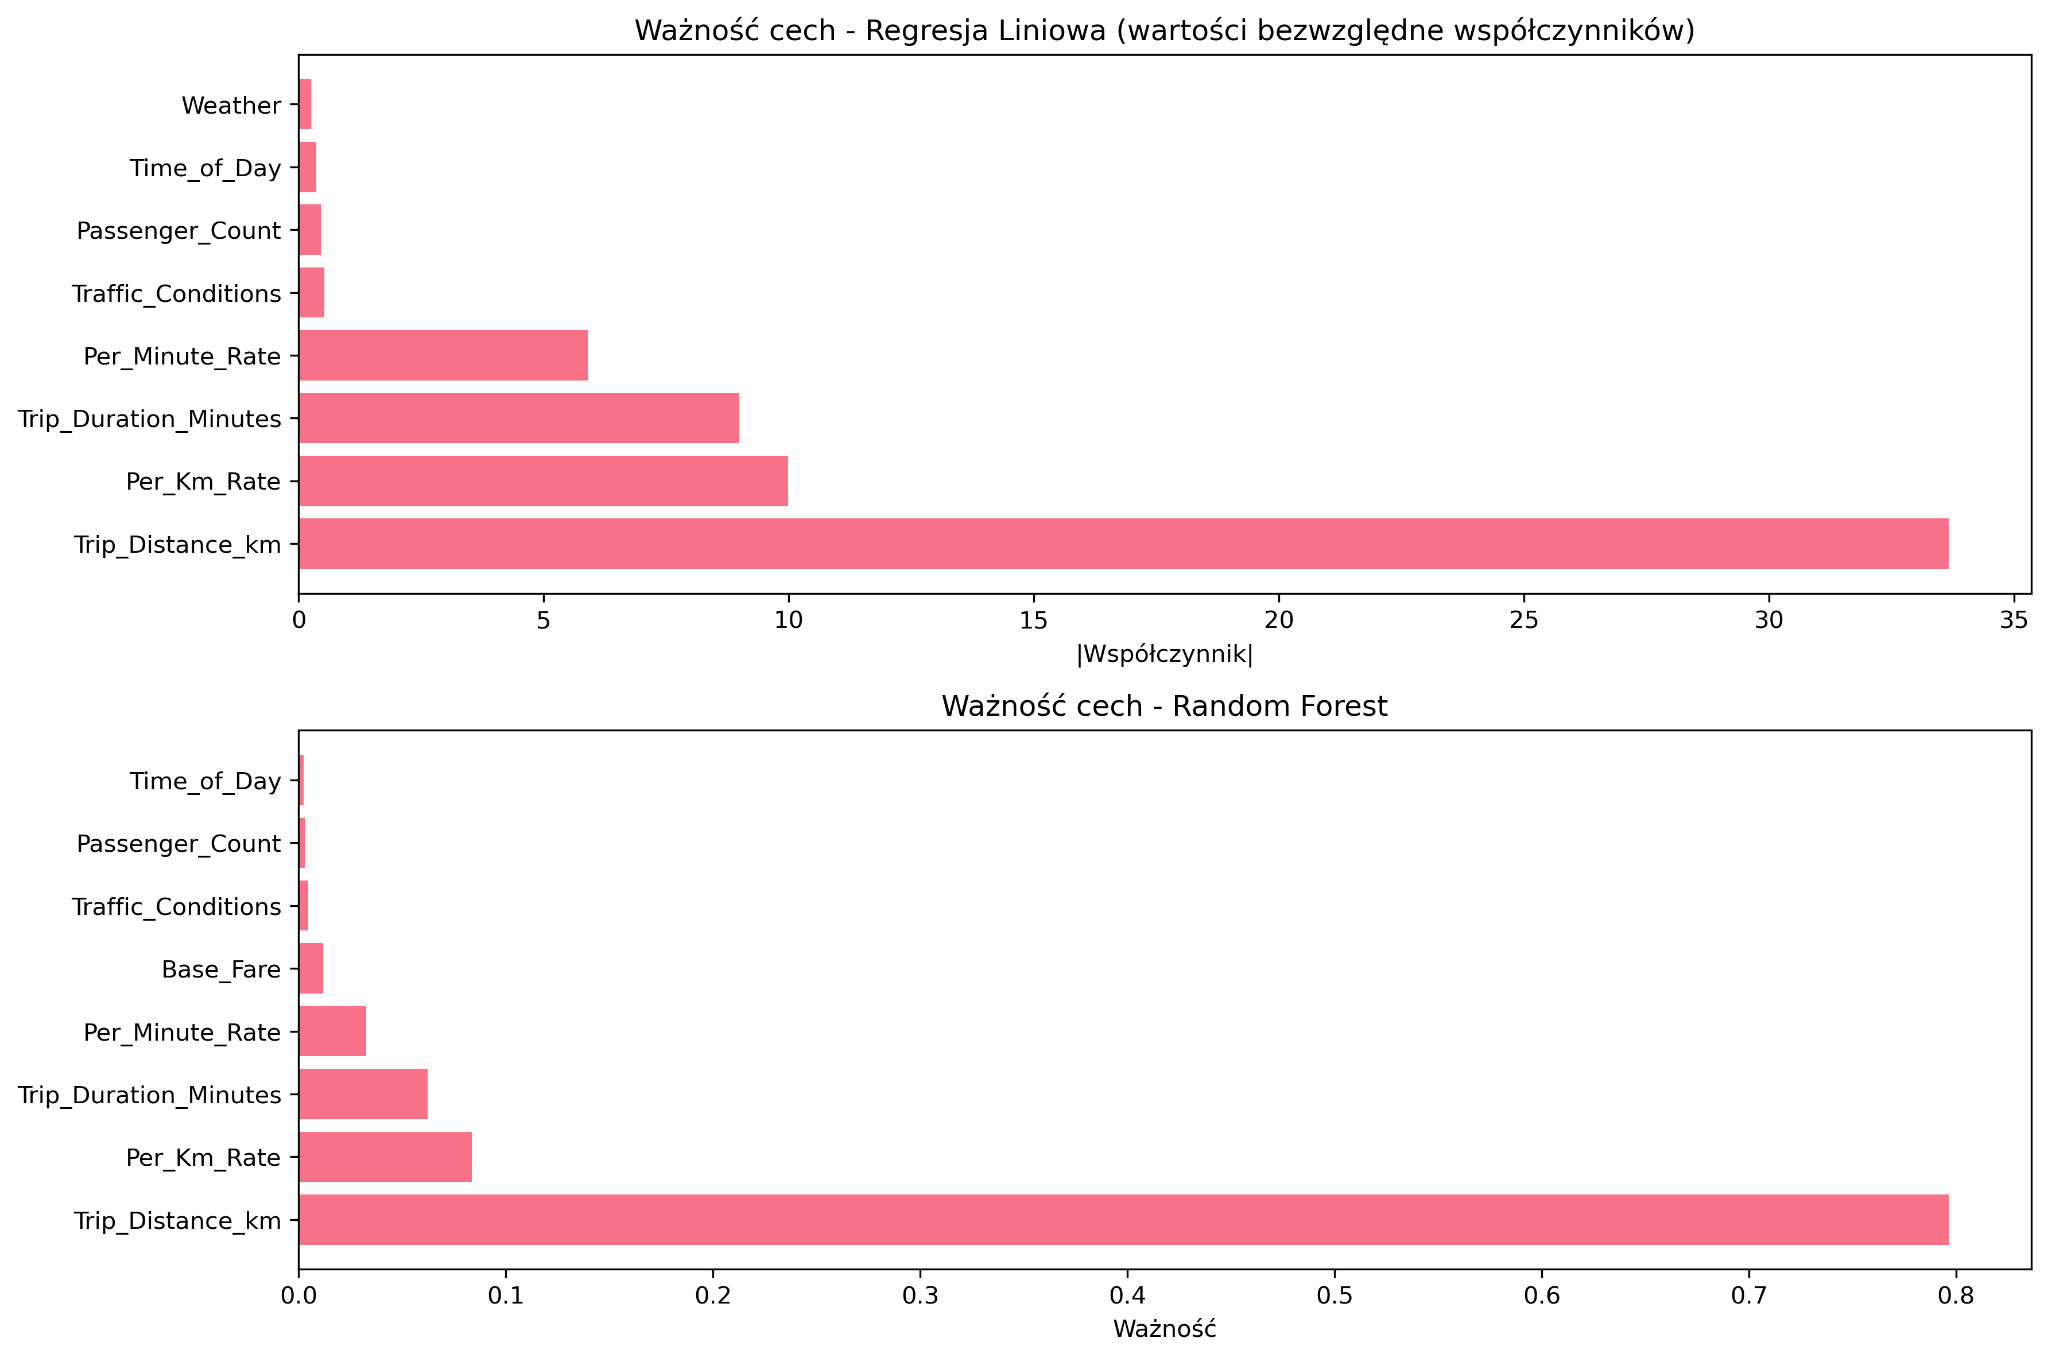 Ważność cech - Regresja Liniowa (wartości bezwzględne współczynników)
Weather
Time_of_Day
Passenger_Count
Traffic_Conditions
Per_Minute_Rate
Trip_Duration_Minutes
Per_Km_Rate
Trip_Distance_km
0 5 10 15 20 25 30 35
|Współczynnik|
Ważność cech - Random Forest
Time_of_Day
Passenger_Count
Traffic_Conditions
Base_Fare
Per_Minute_Rate
Trip_Duration_Minutes
Per_Km_Rate
Trip_Distance_km
0.0 0.1 0.2 0.3 0.4 0.5 0.6 0.7 0.8
Ważność